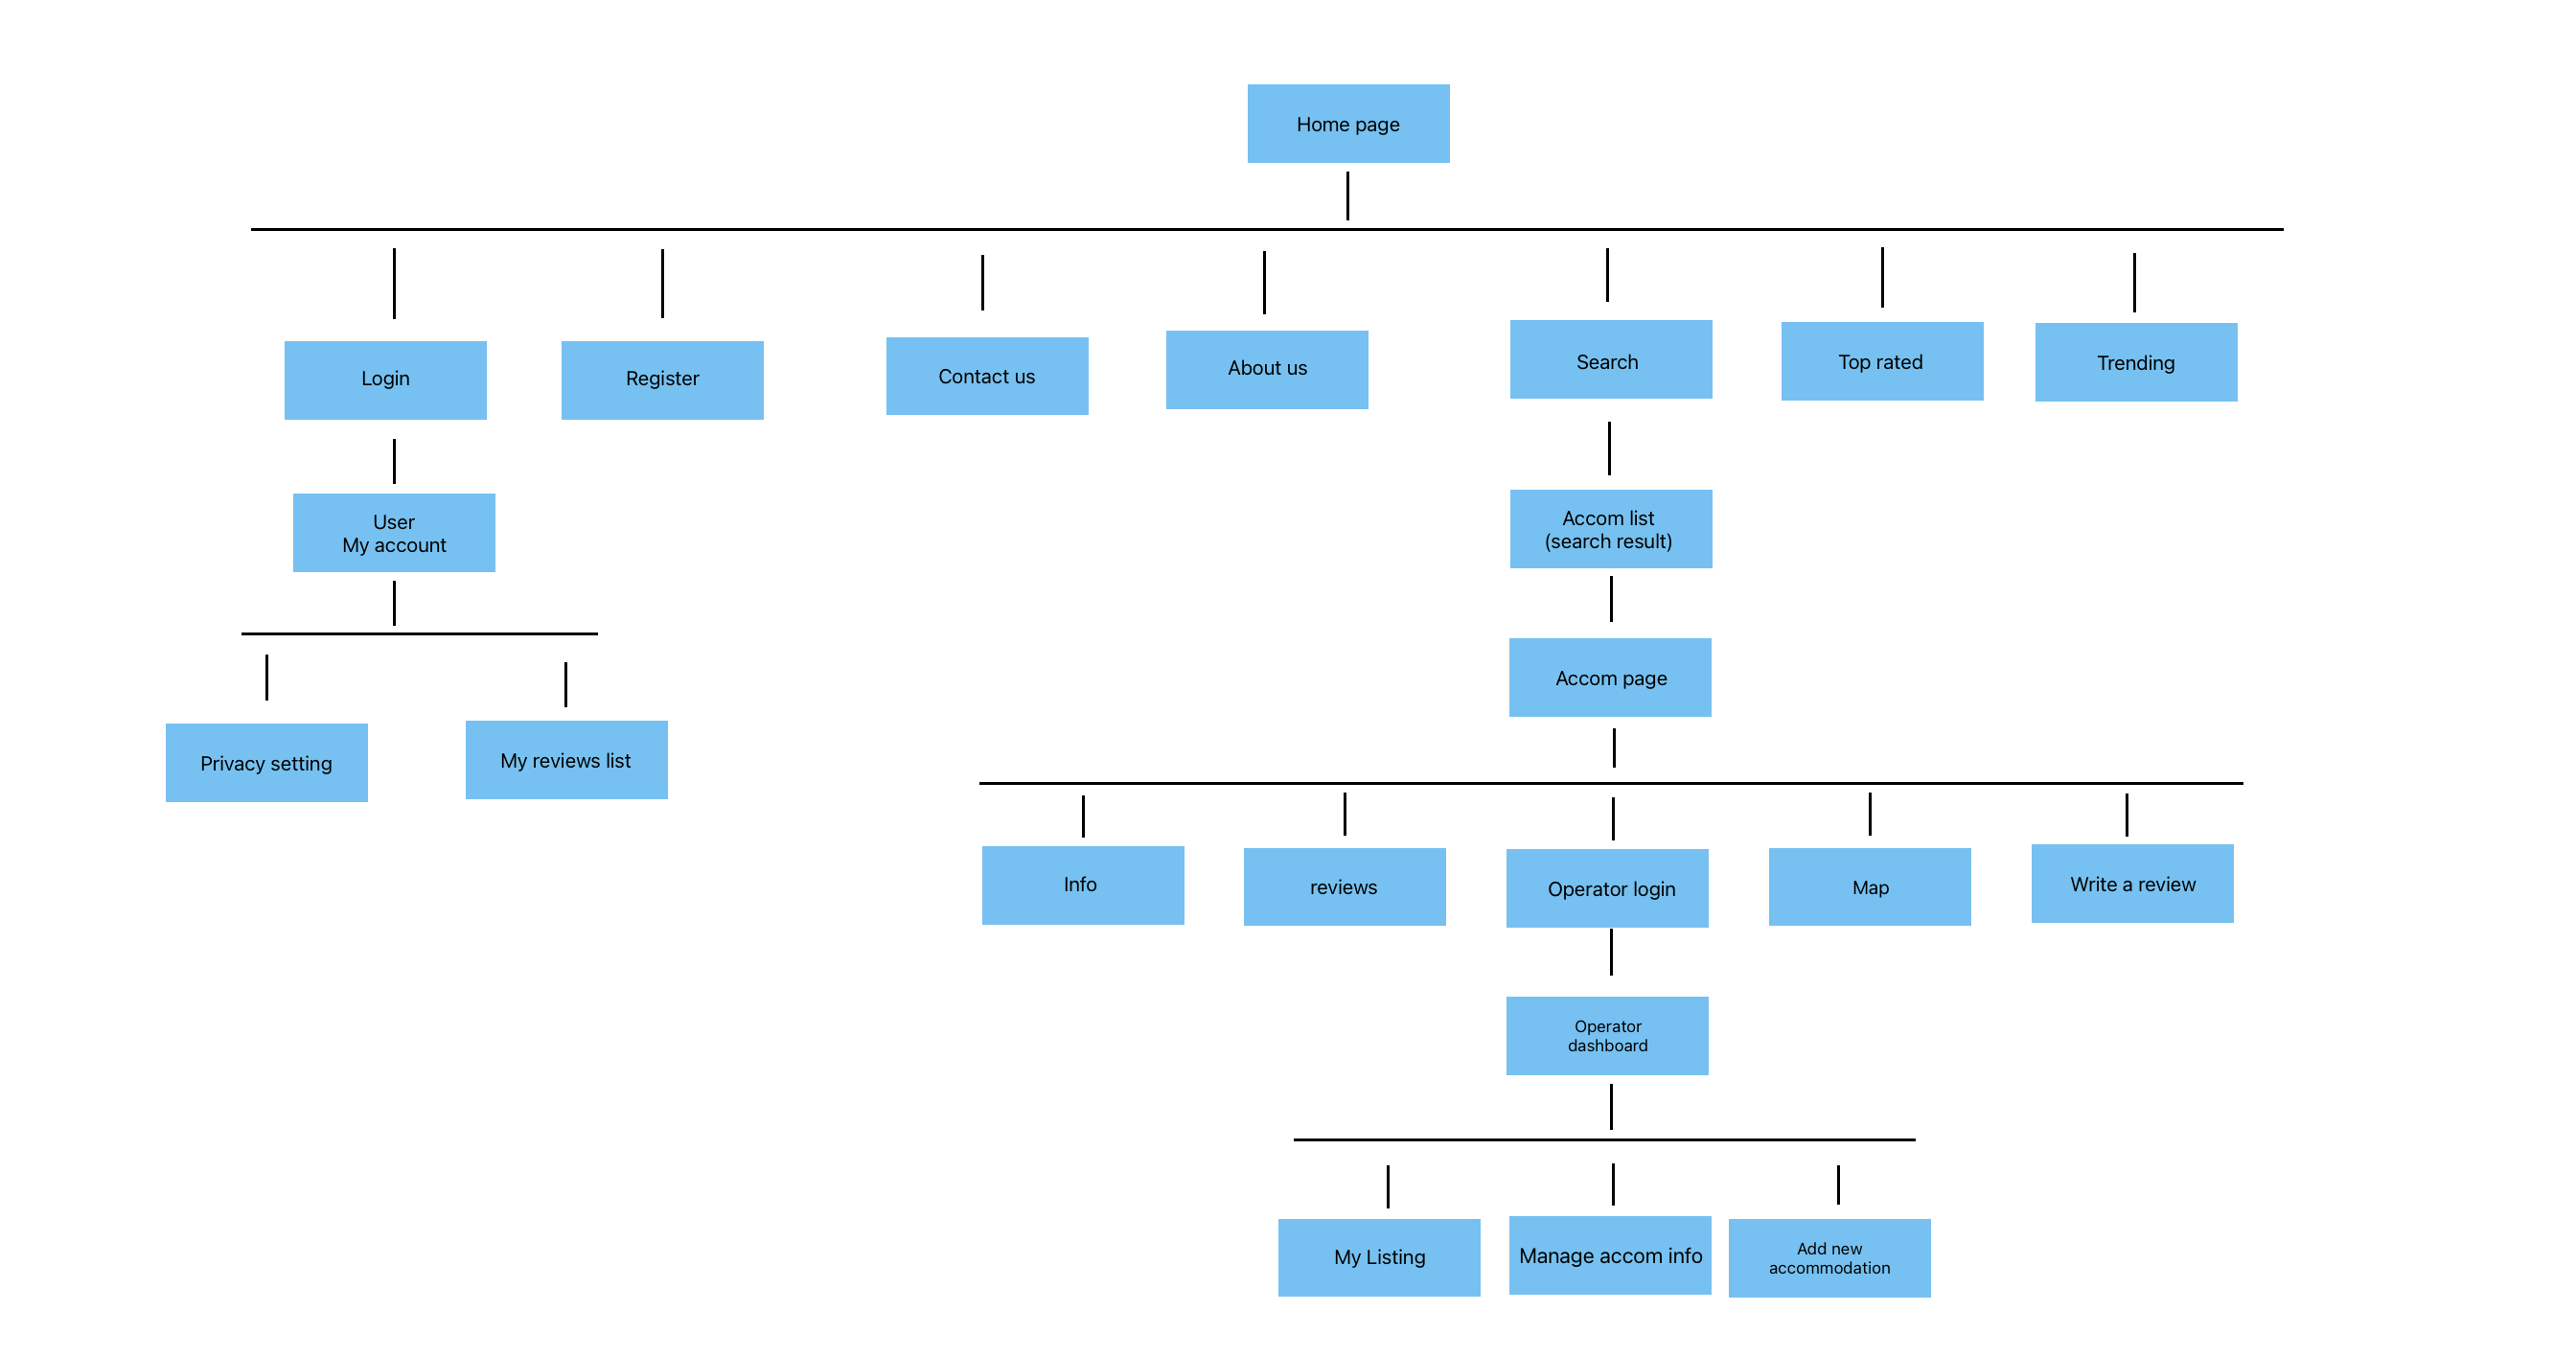 Home page
Login
Register
Contact us
About us
Search
Top rated
Trending
User
My account
Accom list
(search result)
Accom page
Privacy setting
My reviews list
Info
reviews
Operator login
Map
Write a review
Operator
dashboard
My Listing
Manage accom info
Add new
accommodation